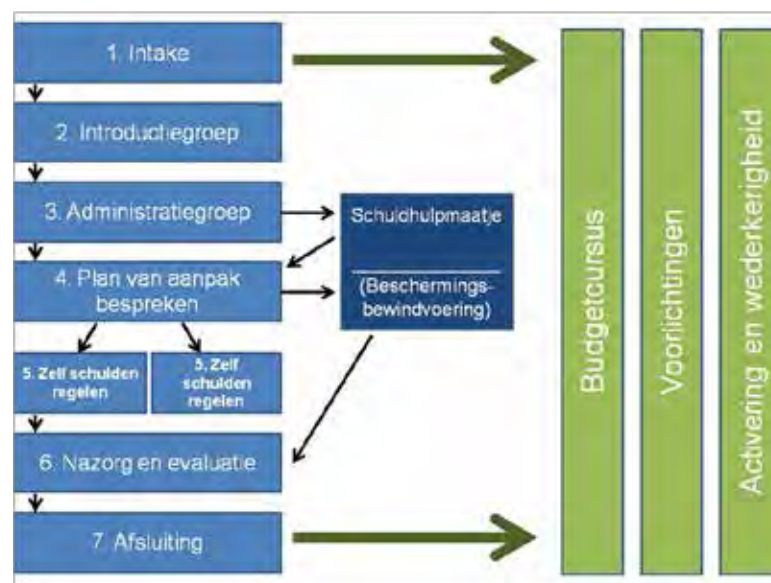 1. Intake
2. Introductiegroep
3. Administratiegroep
Schuldhulpmaatje
(Beschermings-
bewindvoering)
4. Plan van aanpak
bespreken
5. Zelf schulden
regelen
5. Zelf
schulden
regelen
6. Nazorg en evaluatie
7. Afsluiting
Budgetcursus
Voorlichtingen
Activering en wederkerigheid